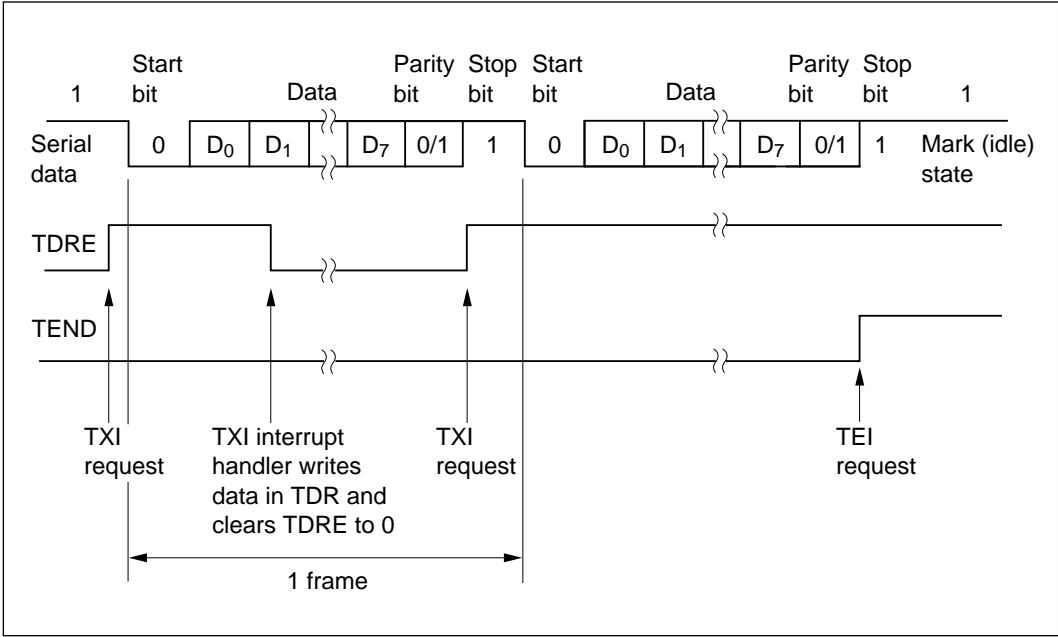 Start bit Data Parity bit Stop bit Start bit Data Parity bit Stop bit
1 1
Serial data 0 D0 D1 D7 0/1 1 0 D0 D1 D7 0/1 1 Mark (idle) state
TDRE
TEND
TXI request
TXI interrupt
handler writes
data in TDR and
clears TDRE to 0
TXI request
TEI request
1 frame